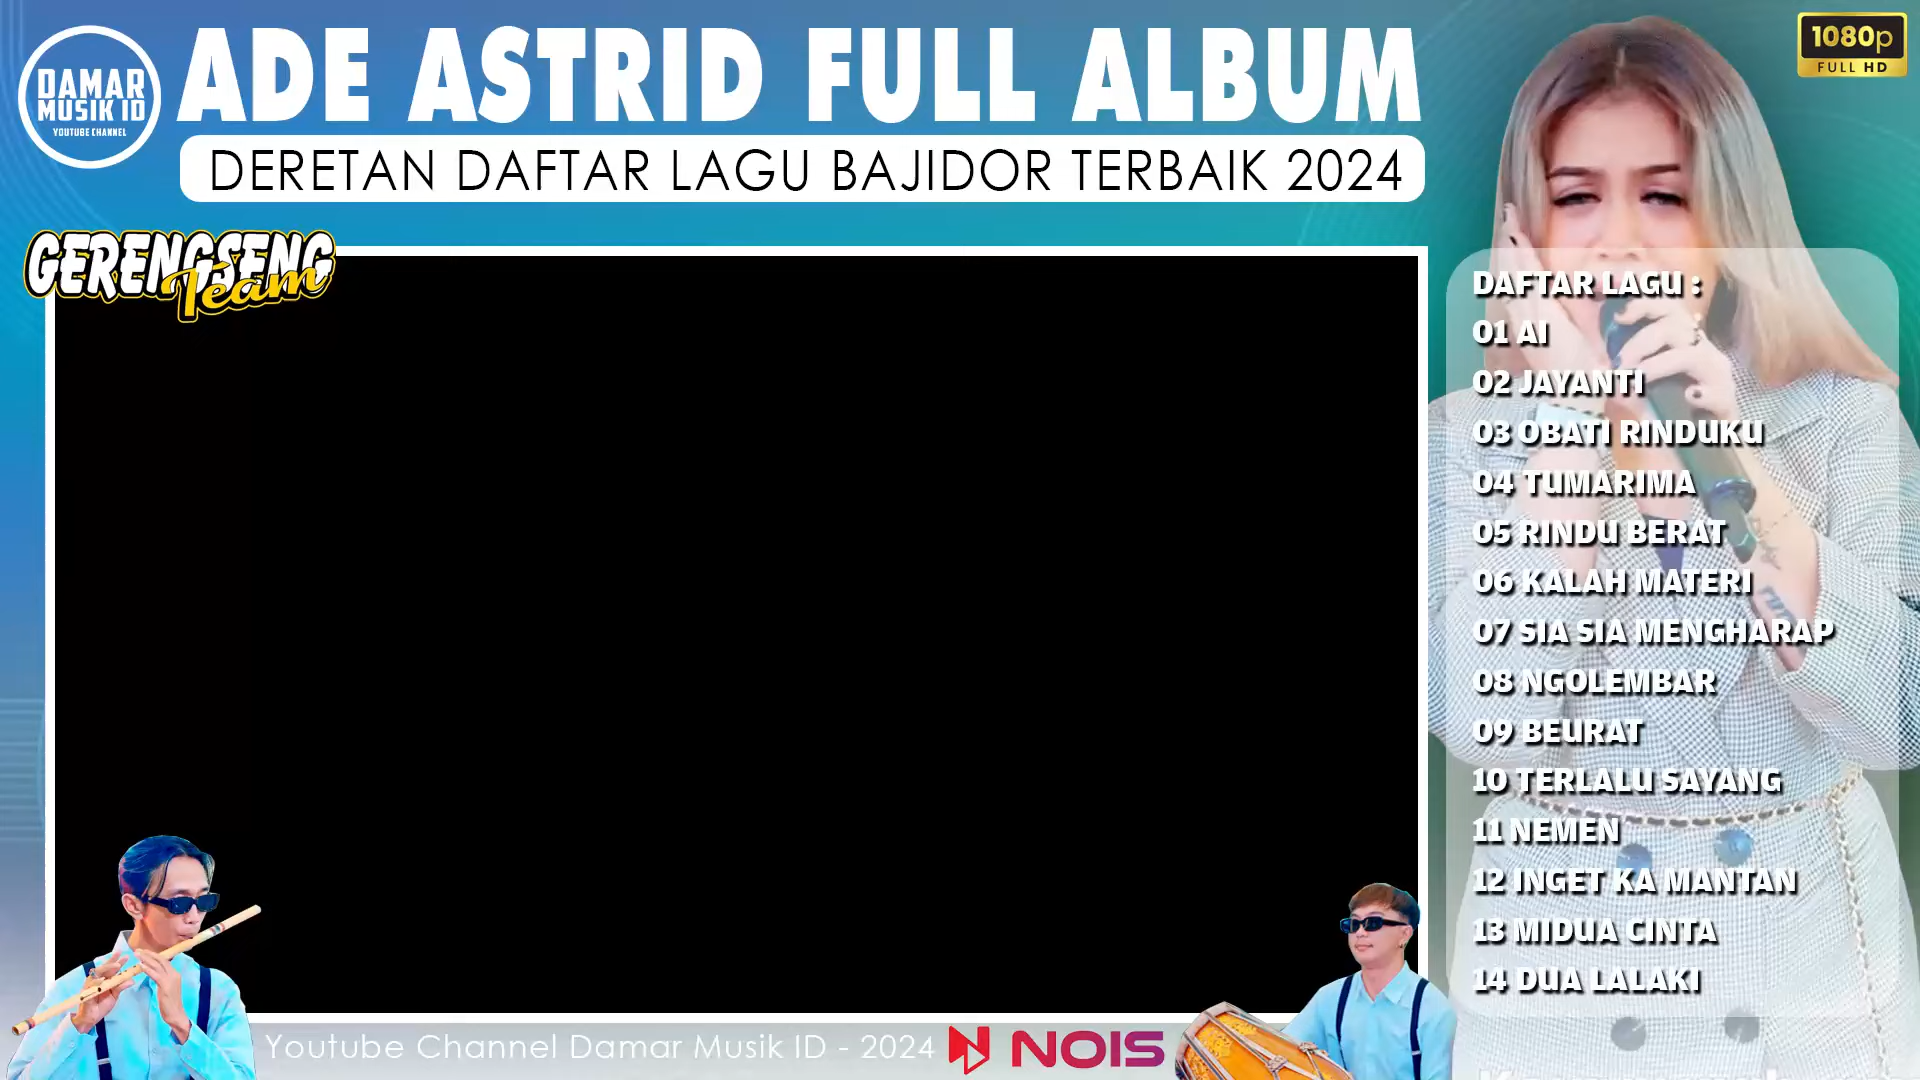 DAMAR
MUSIK ID
YOUTUBE CHANNEL
ADE ASTRID FULL ALBUM
DERETAN DAFTAR LAGU BAJIDOR TERBAIK 2024
1080p
FULL HD
GERENGSENG
Team
DAFTAR LAGU :
01 AI
02 JAYANTI
03 OBATI RINDUKU
04 TUMARIMA
05 RINDU BERAT
06 KALAH MATERI
07 SIA SIA MENGHARAP
08 NGOLEMBAR
09 BEURAT
10 TERLALU SAYANG
11 NEMEN
12 INGET KA MANTAN
13 MIDUA CINTA
14 DUA LALAKI
Youtube Channel Damar Musik ID - 2024
NOIS